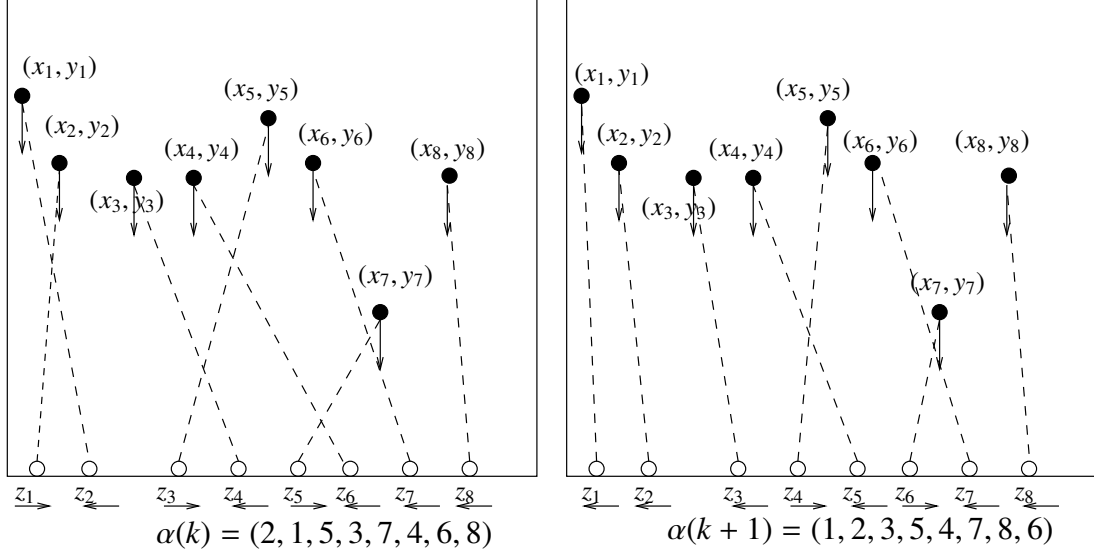 (x₁, y₁)
(x₂, y₂)
(x₃, y₃)
(x₄, y₄)
(x₅, y₅)
(x₆, y₆)
(x₇, y₇)
(x₈, y₈)
z₁ z₂ z₃ z₄ z₅ z₆ z₇ z₈
α(k) = (2, 1, 5, 3, 7, 4, 6, 8)
(x₁, y₁)
(x₂, y₂)
(x₃, y₃)
(x₄, y₄)
(x₅, y₅)
(x₆, y₆)
(x₇, y₇)
(x₈, y₈)
z₁ z₂ z₃ z₄ z₅ z₆ z₇ z₈
α(k + 1) = (1, 2, 3, 5, 4, 7, 8, 6)